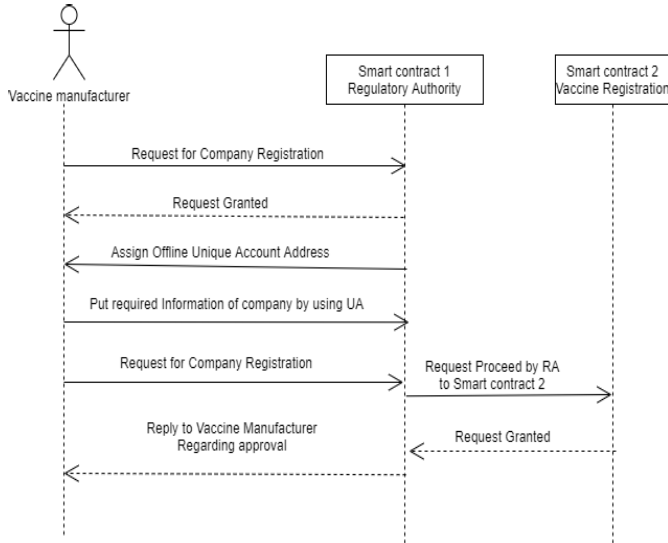 Vaccine manufacturer
Smart contract 1
Regulatory Authority
Smart contract 2
Vaccine Registration
Request for Company Registration
Request Granted
Assign Offline Unique Account Address
Put required Information of company by using UA
Request for Company Registration
Request Proceed by RA
to Smart contract 2
Reply to Vaccine Manufacturer
Regarding approval
Request Granted